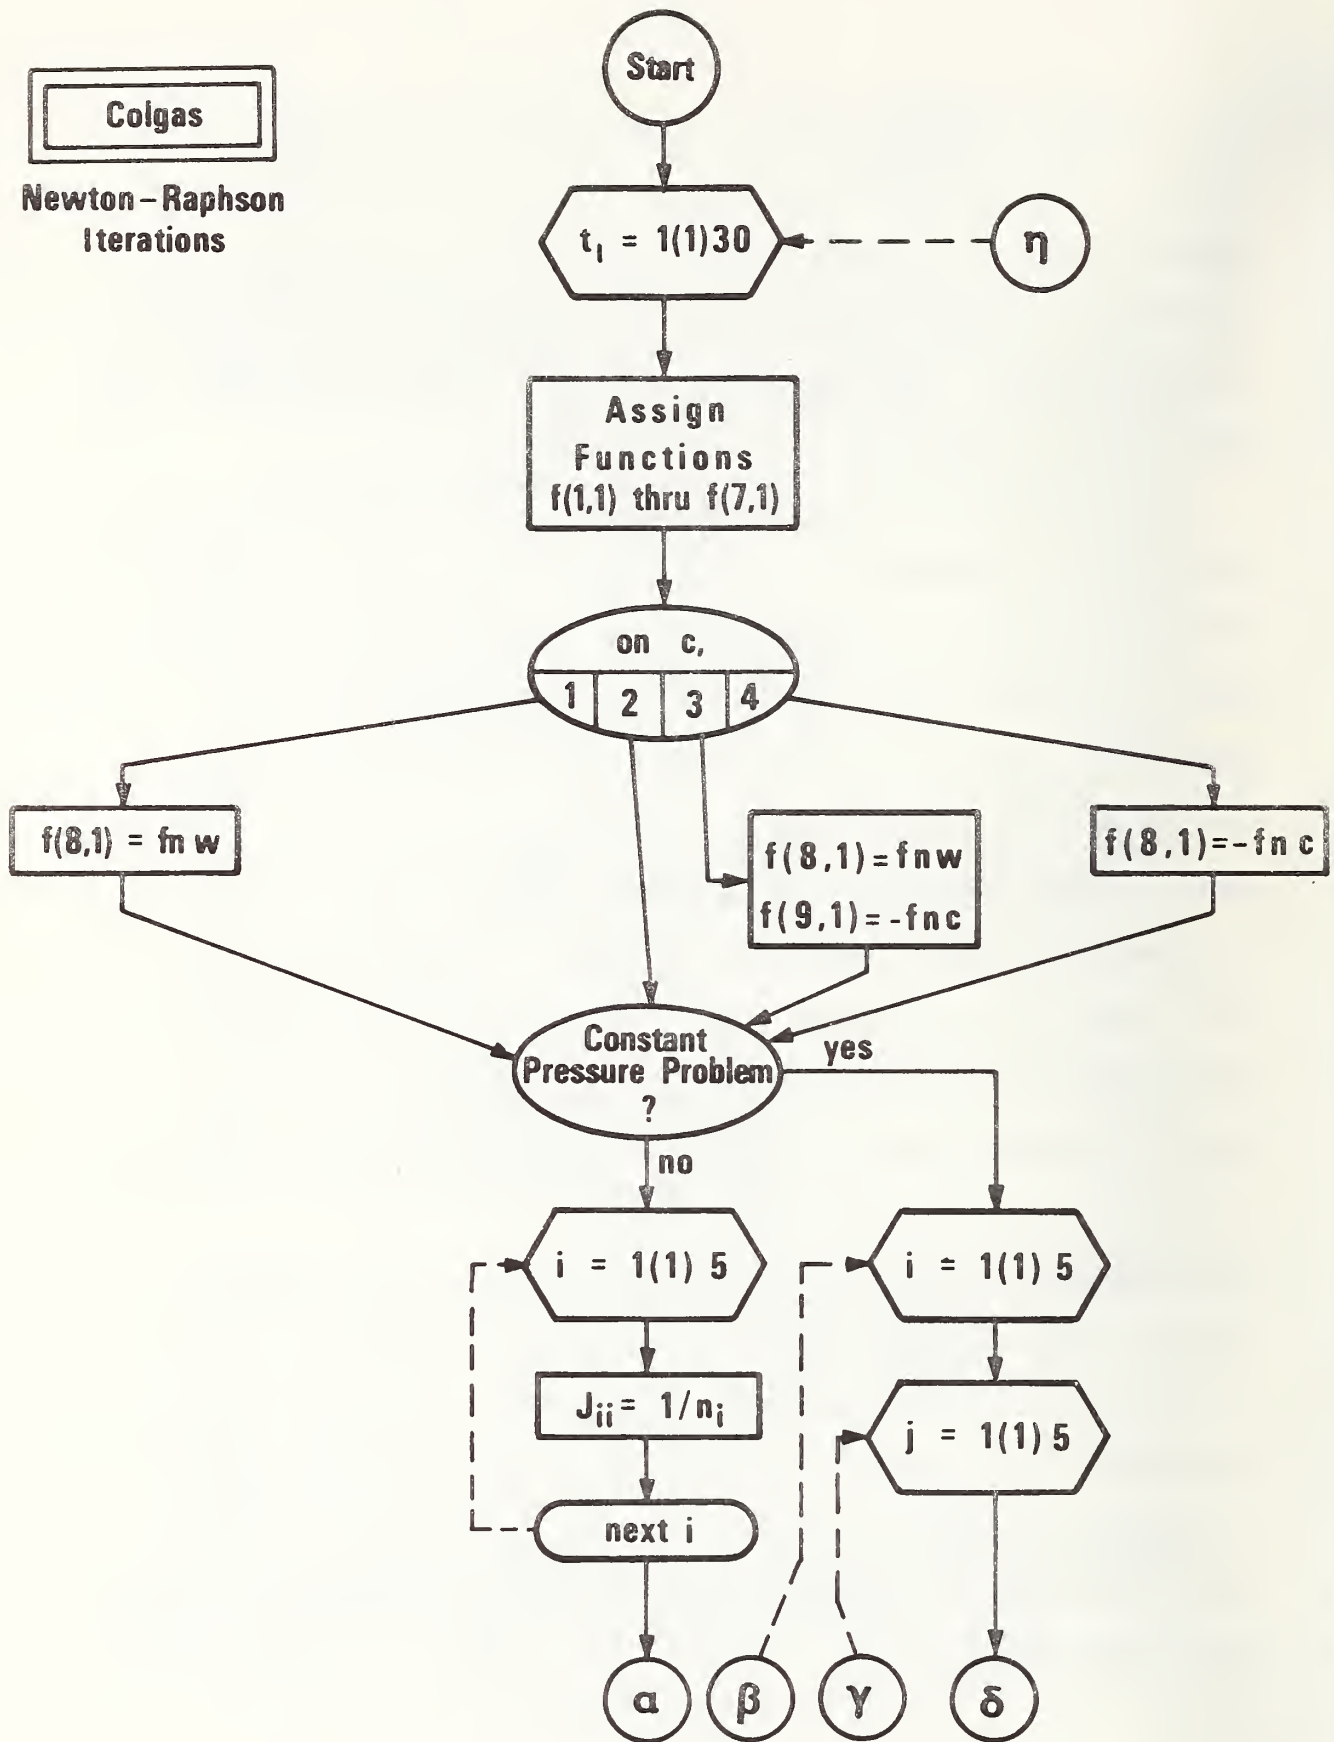 Start
Colgas
Newton-Raphson
Iterations
t₁ = 1(1)30
η
Assign
Functions
f(1,1) thru f(7,1)
on c,
1 2 3 4
f(8,1) = fn w
f(8,1)=fnw
f(9,1)=-fnc
f(8,1)=-fn c
Constant
Pressure Problem
?
yes
no
i = 1(1) 5
i = 1(1) 5
Jᵢᵢ = 1/nᵢ
j = 1(1) 5
next i
α
β
γ
δ